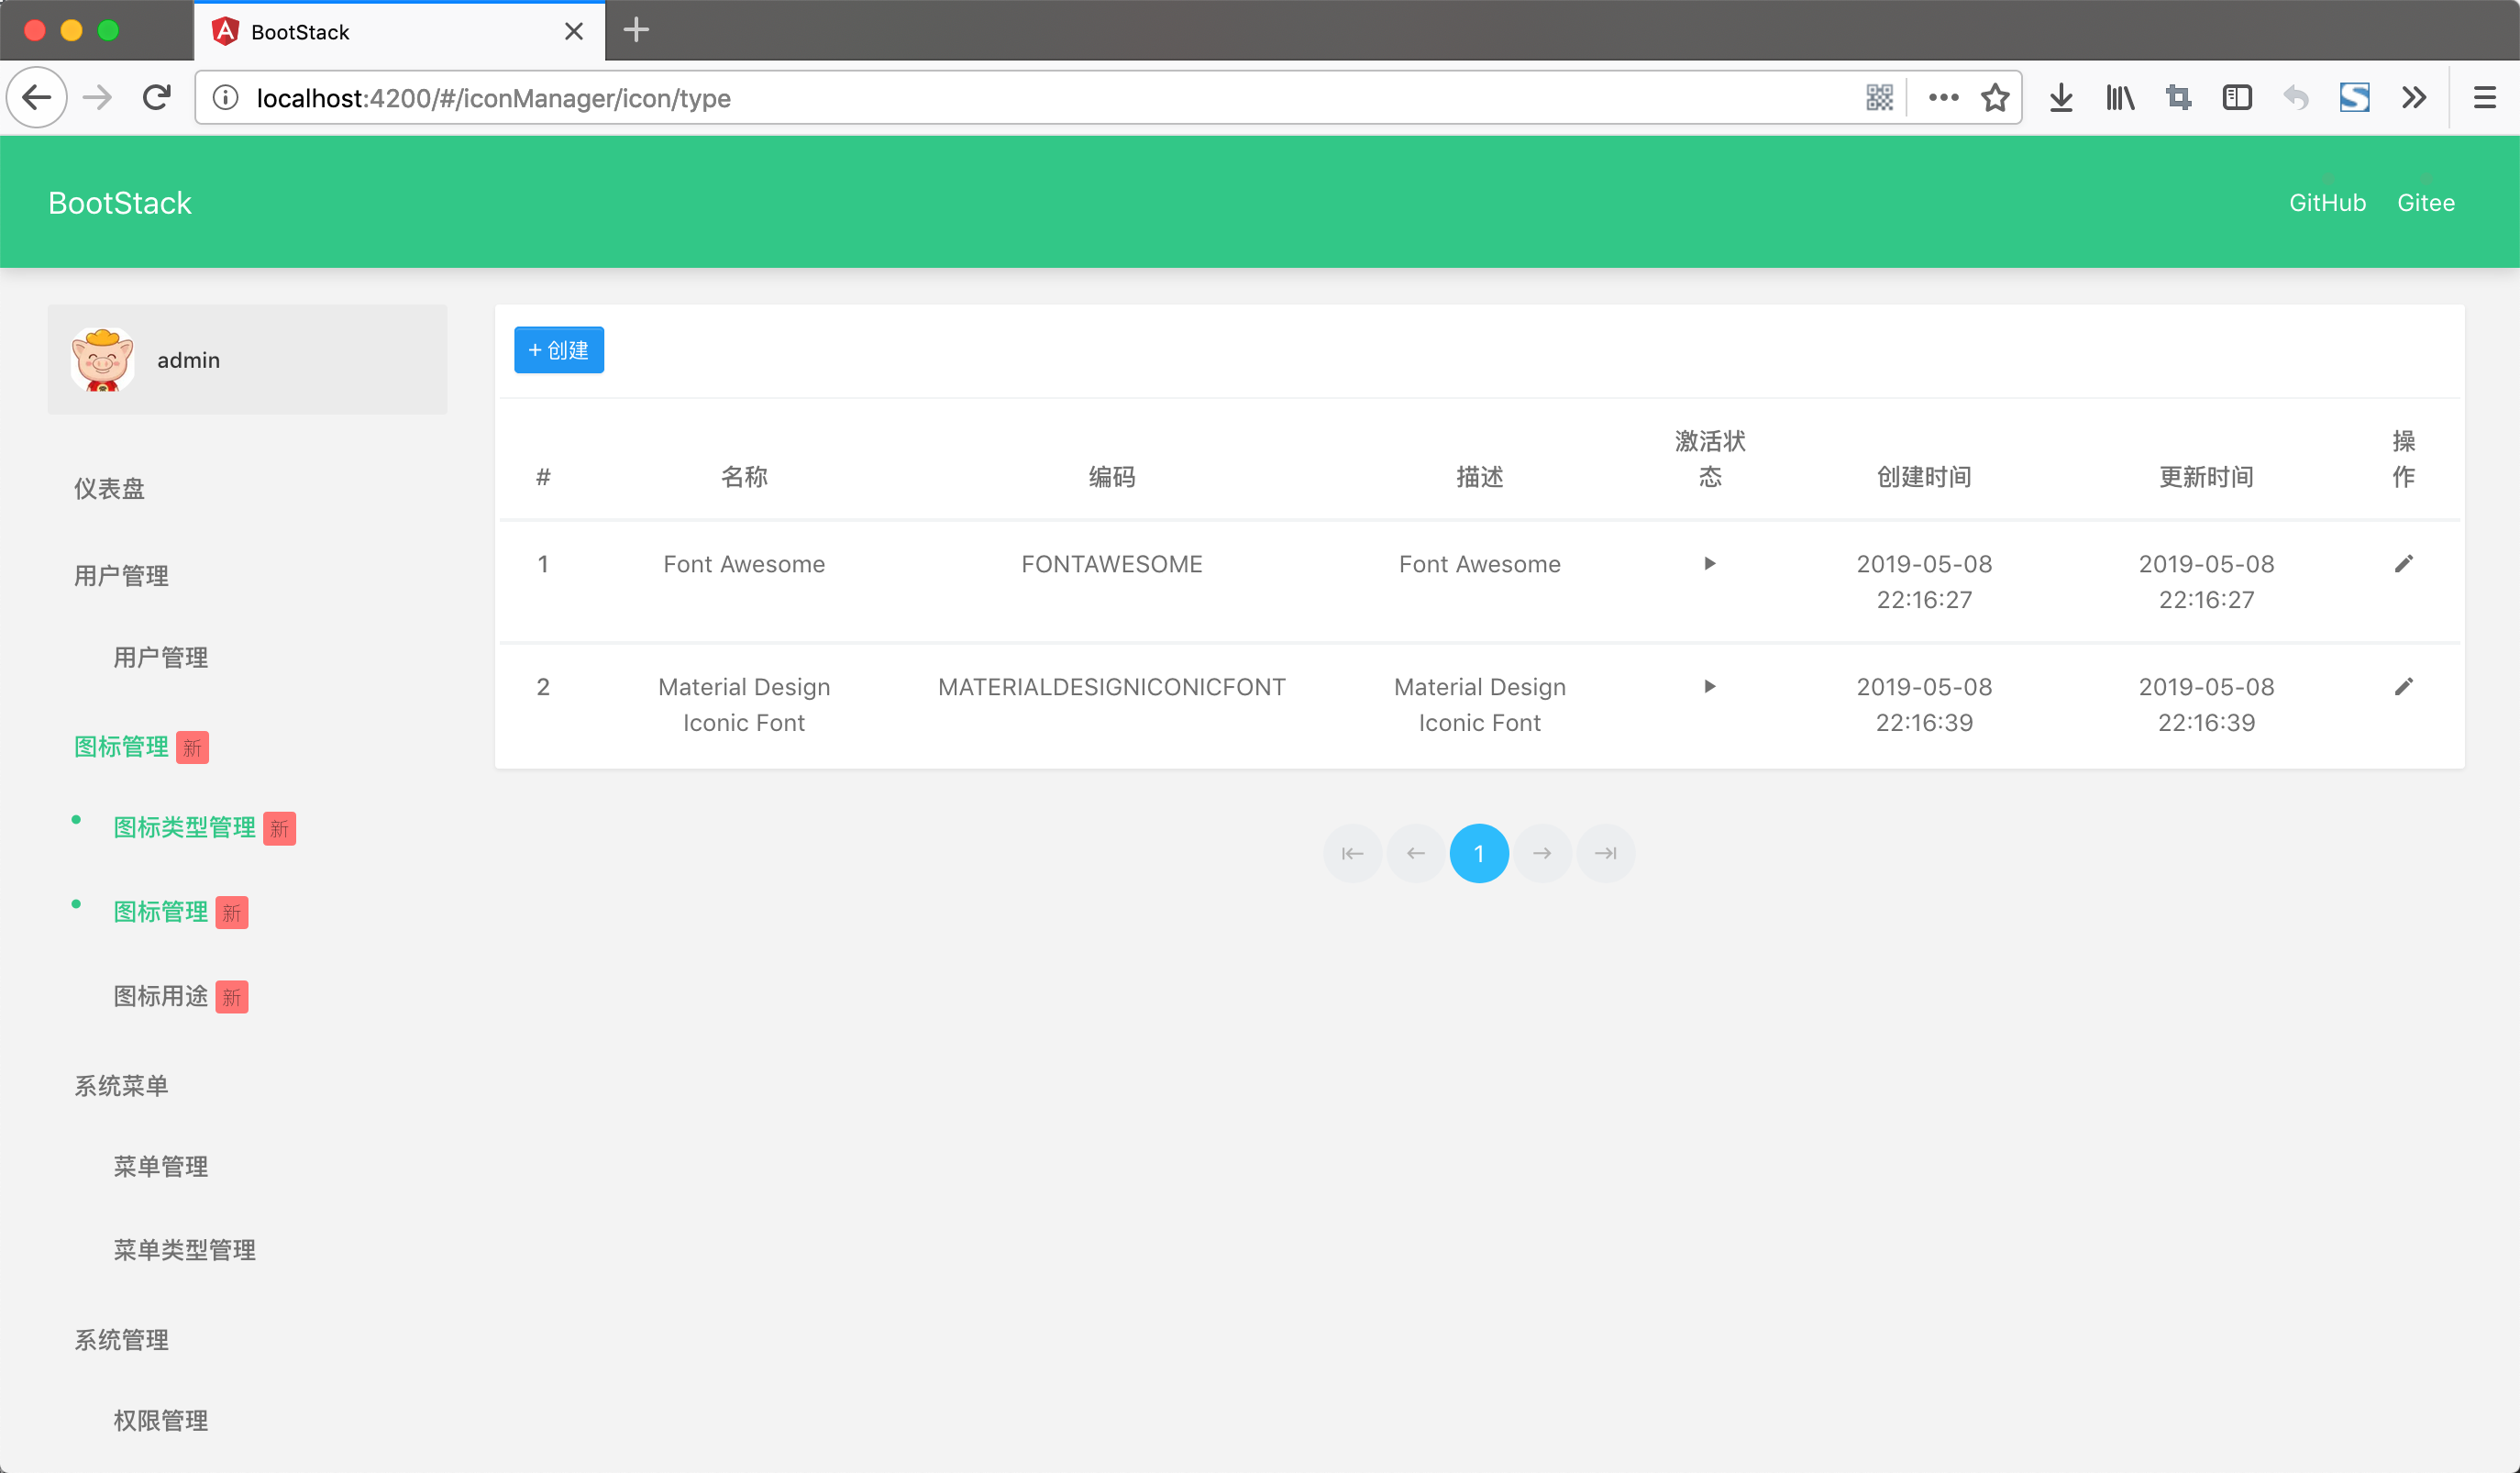 BootStack
localhost:4200/#/iconManager/icon/type
BootStack
GitHub
Gitee
admin
仪表盘
用户管理
用户管理
图标管理 新
图标类型管理 新
图标管理 新
图标用途 新
系统菜单
菜单管理
菜单类型管理
系统管理
权限管理
+ 创建
# 名称 编码 描述 激活状态 创建时间 更新时间 操作
1 Font Awesome FONTAWESOME Font Awesome 2019-05-08 22:16:27 2019-05-08 22:16:27
2 Material Design Iconic Font MATERIALDESIGNICONICFONT Material Design Iconic Font 2019-05-08 22:16:39 2019-05-08 22:16:39
1